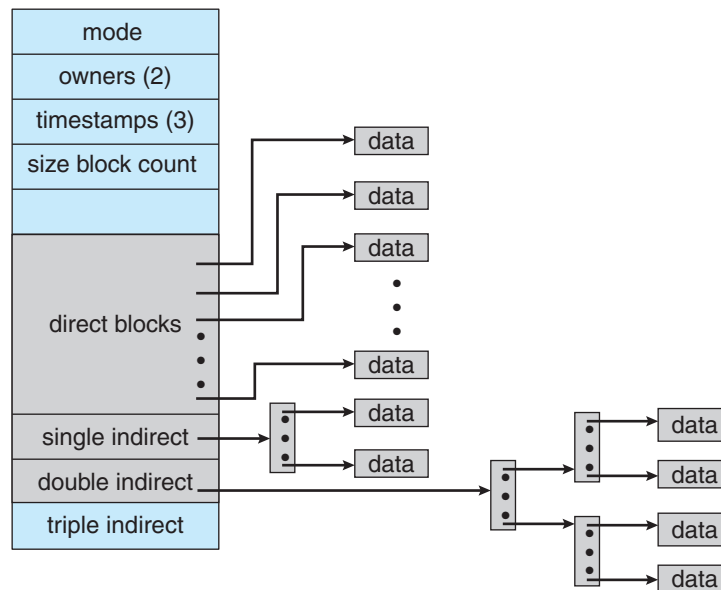 mode
owners (2)
timestamps (3)
size block count
direct blocks
single indirect
double indirect
triple indirect
data
data
data
data
data
data
data
data
data
data